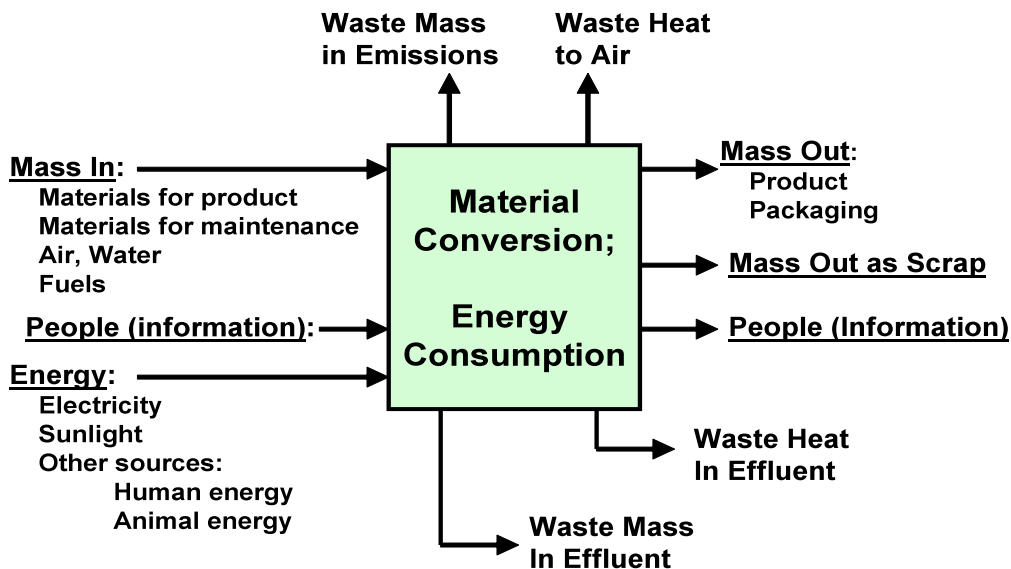 Waste Mass
in Emissions
Waste Heat
to Air
Mass In:
Materials for product
Materials for maintenance
Air, Water
Fuels
People (information):
Energy:
Electricity
Sunlight
Other sources:
Human energy
Animal energy
Material
Conversion;
Energy
Consumption
Mass Out:
Product
Packaging
Mass Out as Scrap
People (Information)
Waste Heat
In Effluent
Waste Mass
In Effluent